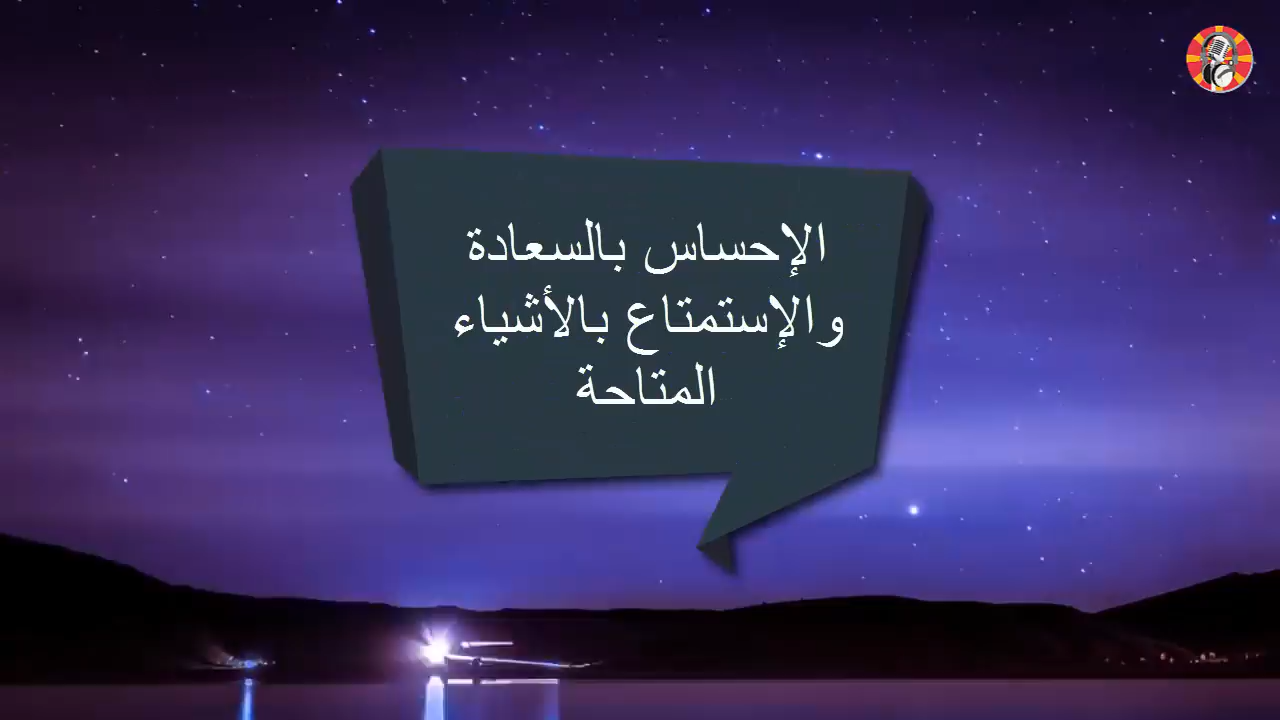 الإحساس بالسعادة
والإستمتاع بالأشياء
المتاحة